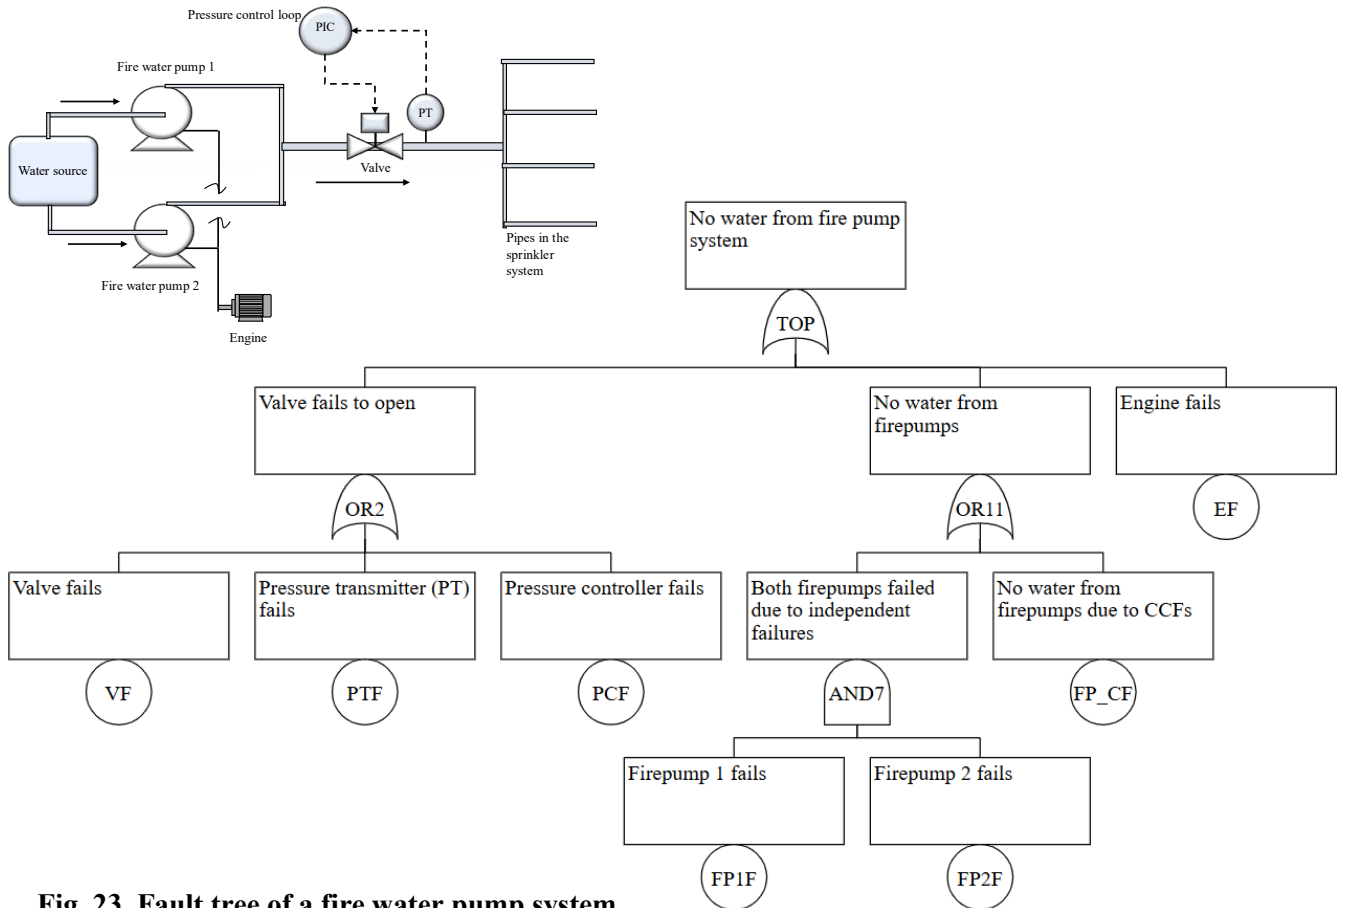 Pressure control loop
PIC
Fire water pump 1
PT
Water source
Valve
Fire water pump 2
Pipes in the
sprinkler
system
Engine
No water from fire pump
system
TOP
Valve fails to open
No water from
firepumps
Engine fails
OR2
OR11
EF
Valve fails
Pressure transmitter (PT)
fails
Pressure controller fails
Both firepumps failed
due to independent
failures
No water from
firepumps due to CCFs
VF
PTF
PCF
AND7
FP_CF
Firepump 1 fails
Firepump 2 fails
FP1F
FP2F
Fig. 23. Fault tree of a fire water pump system